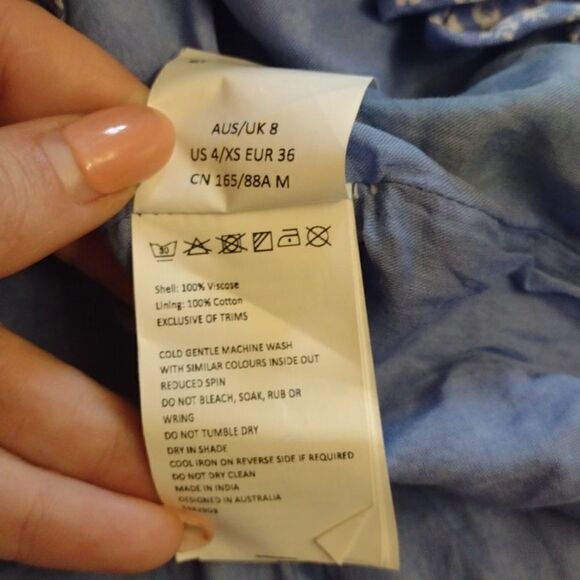 AUS/UK 8
US 4/XS EUR 36
CN 165/88A M
30
Shell: 100% Viscose
Lining: 100% Cotton
EXCLUSIVE OF TRIMS
COLD GENTLE MACHINE WASH
WITH SIMILAR COLOURS INSIDE OUT
REDUCED SPIN
DO NOT BLEACH, SOAK, RUB OR
WRING
DO NOT TUMBLE DRY
DRY IN SHADE
COOL IRON ON REVERSE SIDE IF REQUIRED
DO NOT DRY CLEAN
MADE IN INDIA
DESIGNED IN AUSTRALIA